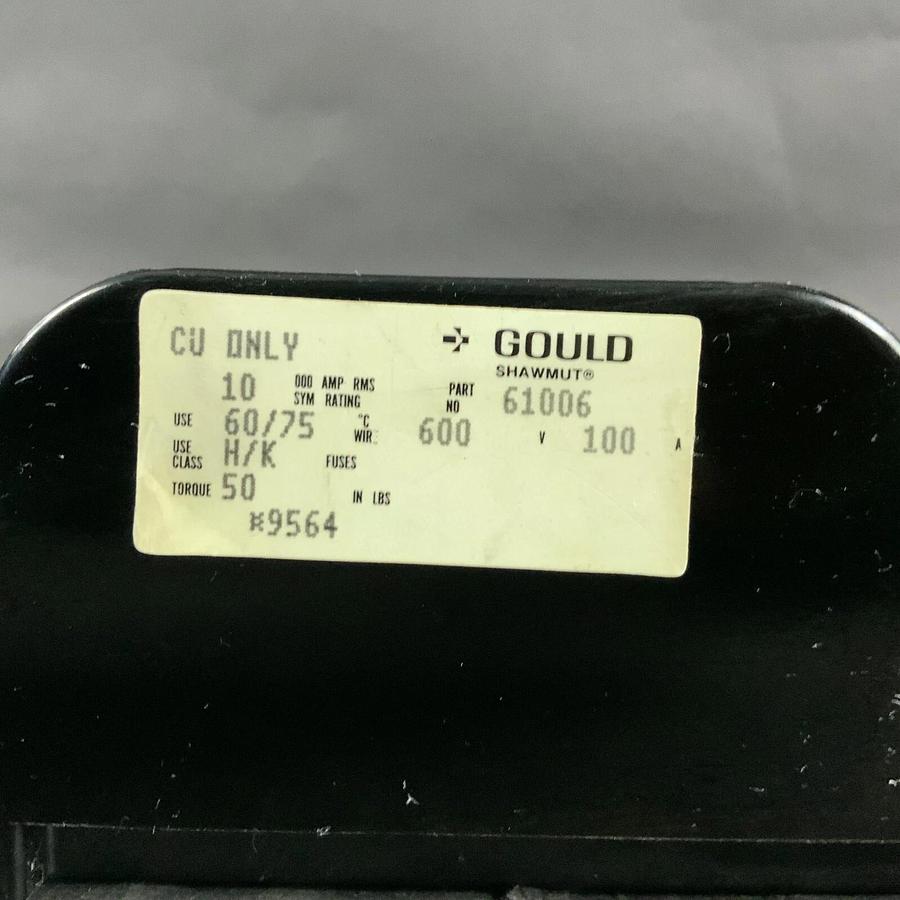 CU ONLY
GOULD
SHAWMUT®
10 000 AMP RMS
SYM RATING
PART
NO 61006
USE 60/75 °C
WIRE
600 V 100 A
USE
CLASS H/K FUSES
TORQUE 50 IN LBS
¤9564